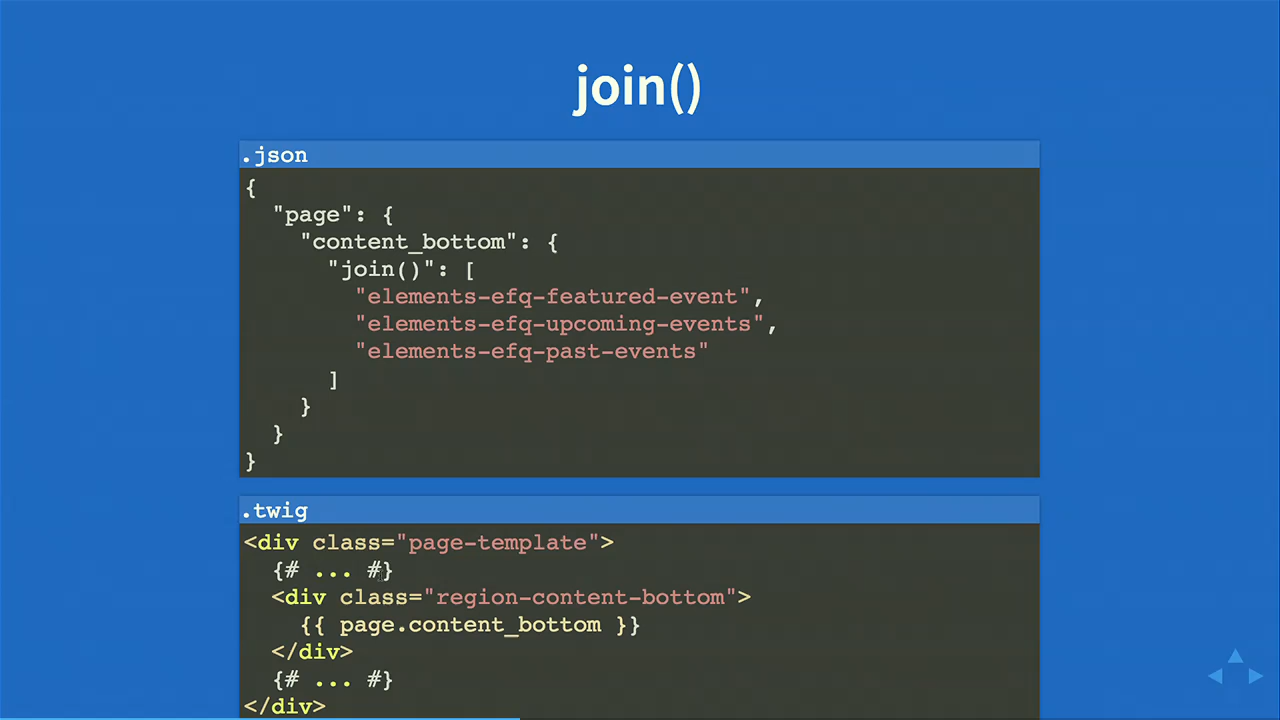 join()
.json
{
"page": {
"content_bottom": {
"join()": [
"elements-efq-featured-event",
"elements-efq-upcoming-events",
"elements-efq-past-events"
]
}
}
}
.twig
<div class="page-template">
{# ... #}
<div class="region-content-bottom">
{{ page.content_bottom }}
</div>
{# ... #}
</div>